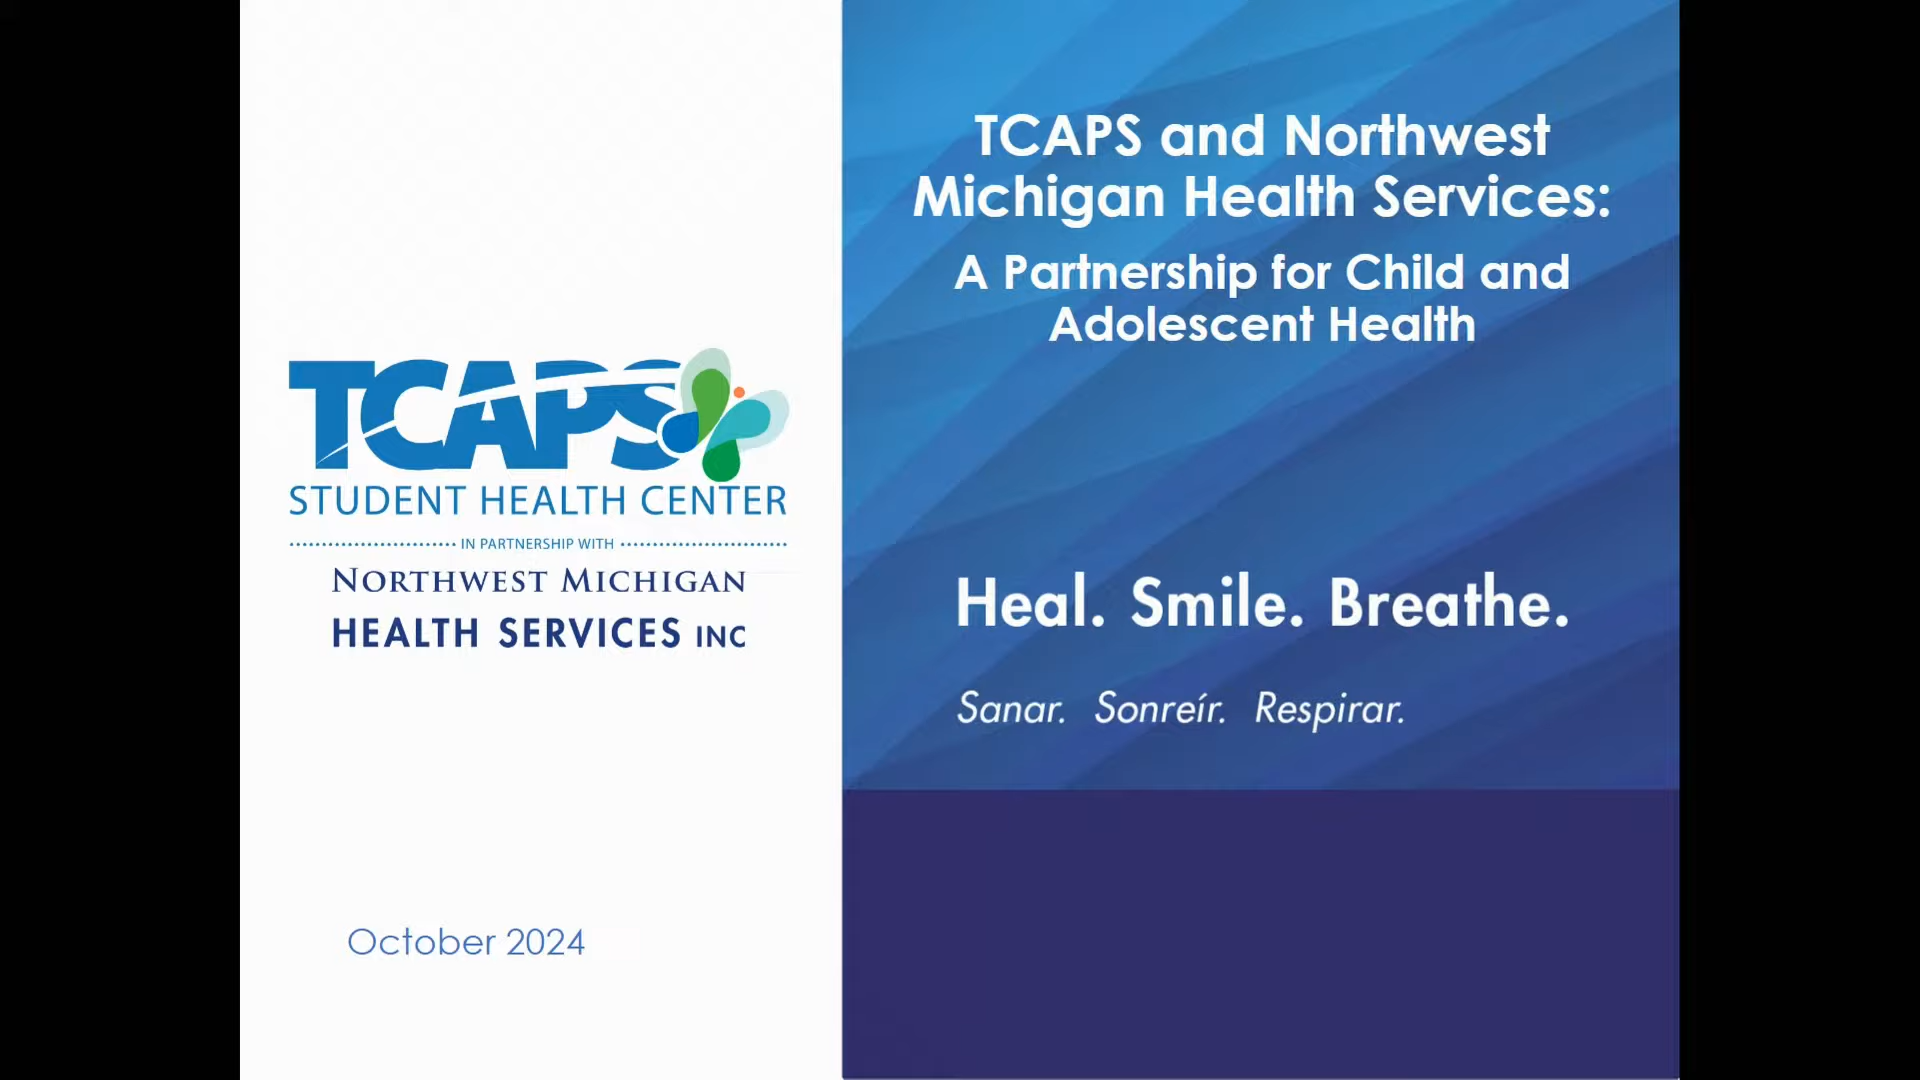 TCAPS
STUDENT HEALTH CENTER
IN PARTNERSHIP WITH
NORTHWEST MICHIGAN
HEALTH SERVICES INC
October 2024
TCAPS and Northwest
Michigan Health Services:
A Partnership for Child and
Adolescent Health
Heal. Smile. Breathe.
Sanar. Sonreír. Respirar.